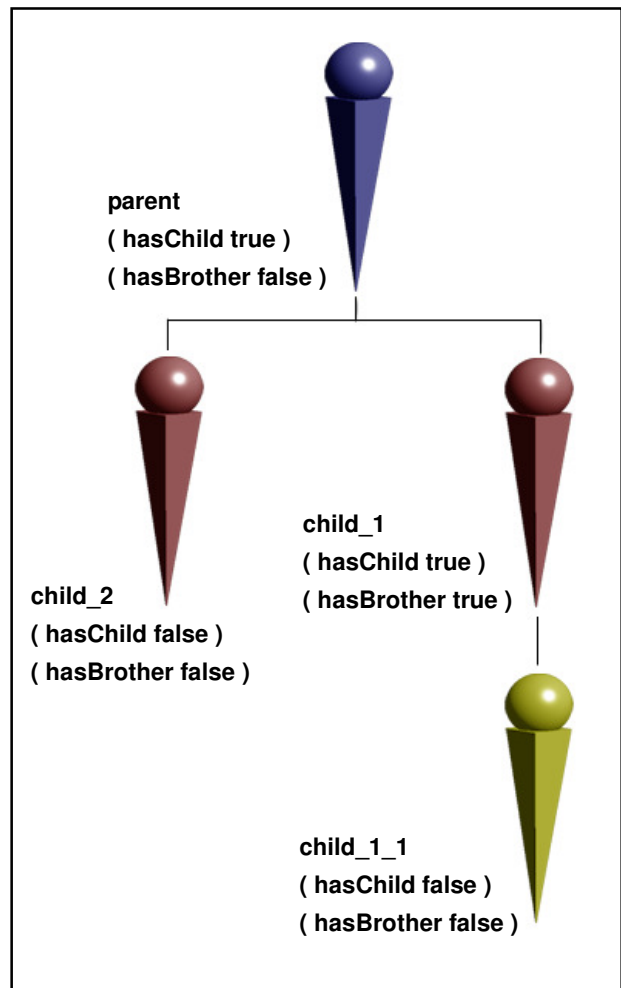 parent
( hasChild true )
( hasBrother false )
child_1
( hasChild true )
( hasBrother true )
child_2
( hasChild false )
( hasBrother false )
child_1_1
( hasChild false )
( hasBrother false )